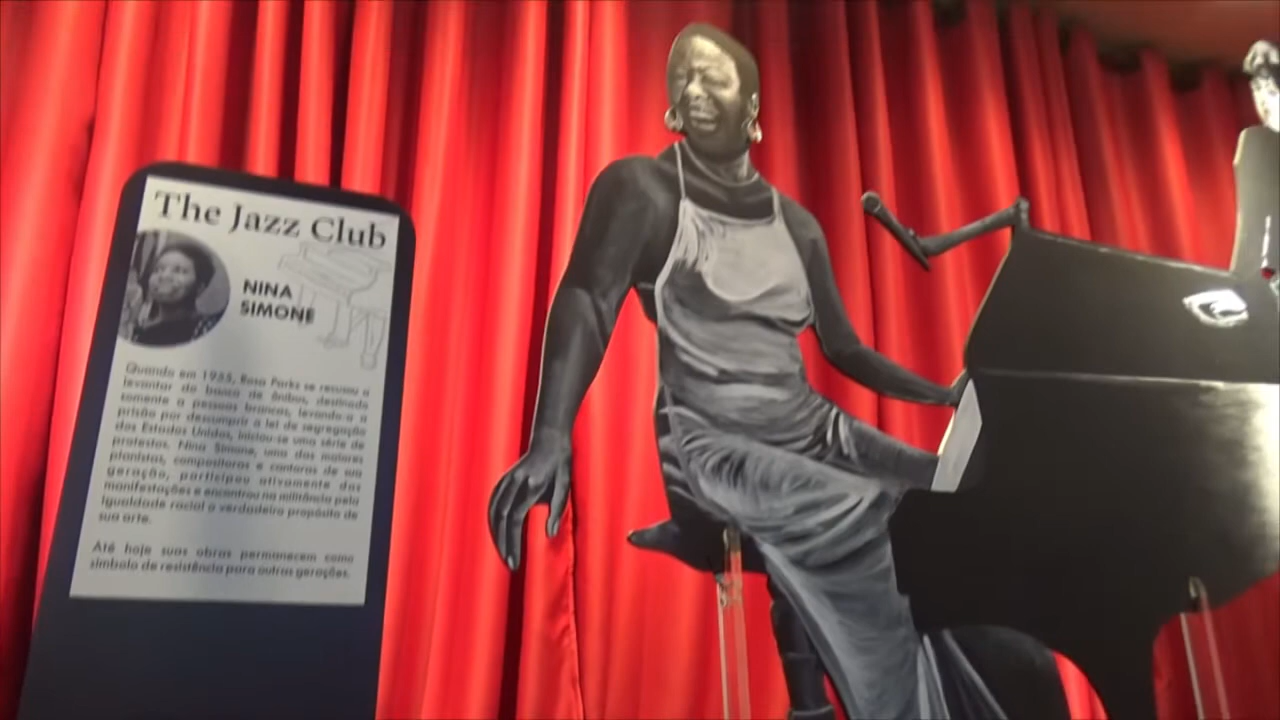 The Jazz Club
NINA
SIMONE
Quando em 1955, Rosa Parks se recusou a
levantar do banco de ônibus, destinado
somente a pessoas brancas, levando-a a
prisão por descumprir a lei de segregação
dos Estados Unidos, iniciou-se uma série de
protestos. Nina Simone, uma das maiores
pianistas, compositoras e cantoras de sua
geração, participou ativamente das
manifestações e encontrou na militância pela
igualdade racial o verdadeiro propósito de
sua arte.
Até hoje suas obras permanecem como
símbolo de resistência para outras gerações.